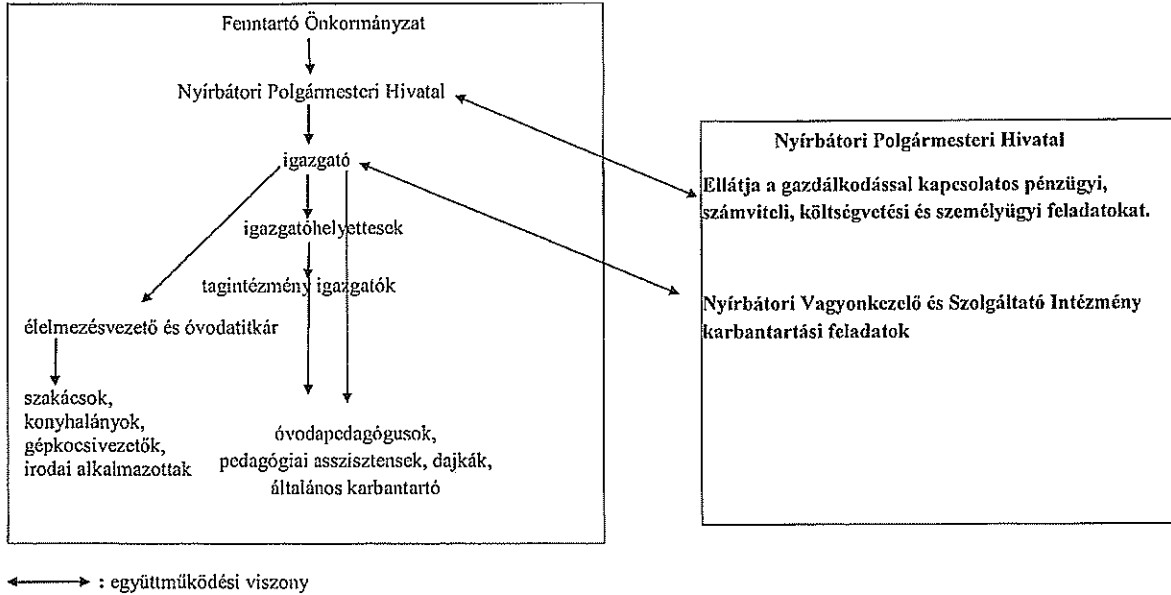 Fenntartó Önkormányzat
Nyírbátori Polgármesteri Hivatal
igazgató
igazgatóhelyettesek
tagintézmény igazgatók
élelmezésvezető és óvodatitkár
szakácsok,
konyhalányok,
gépkocsivezetők,
irodai alkalmazottak
óvodapedagógusok,
pedagógiai asszisztensek, dajkák,
általános karbantartó
Nyírbátori Polgármesteri Hivatal
Ellátja a gazdálkodással kapcsolatos pénzügyi,
számviteli, költségvetési és személyügyi feladatokat.
Nyírbátori Vagyonkezelő és Szolgáltató Intézmény
karbantartási feladatok
: együttműködési viszony